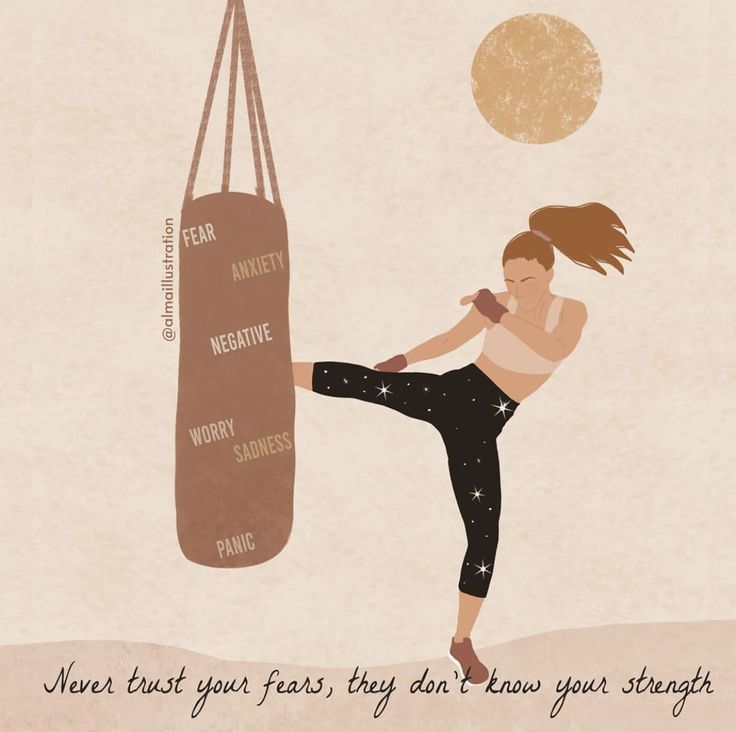 FEAR
ANXIETY
NEGATIVE
WORRY
SADNESS
PANIC
@almaillustration
Never trust your fears, they don't know your strength